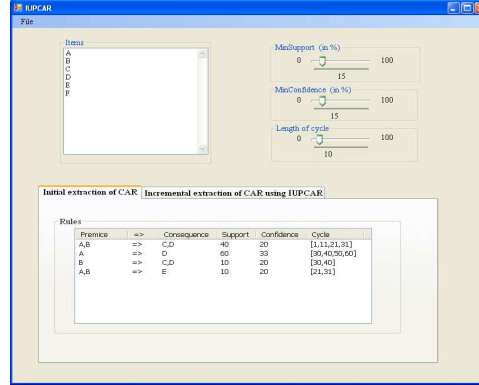 IUPCAR
File
Items
A
B
C
D
E
F
MinSupport (in %)
0 100
15
MinConfidence (in %)
0 100
15
Length of cycle
0 100
10
Initial extraction of CAR Incremental extraction of CAR using IUPCAR
Rules
Premice => Consequence Support Confidence Cycle
A,B => C,D 40 20 [1,11,21,31]
A => D 60 33 [30,40,50,60]
B => C,D 10 20 [30,40]
A,B => E 10 20 [21,31]